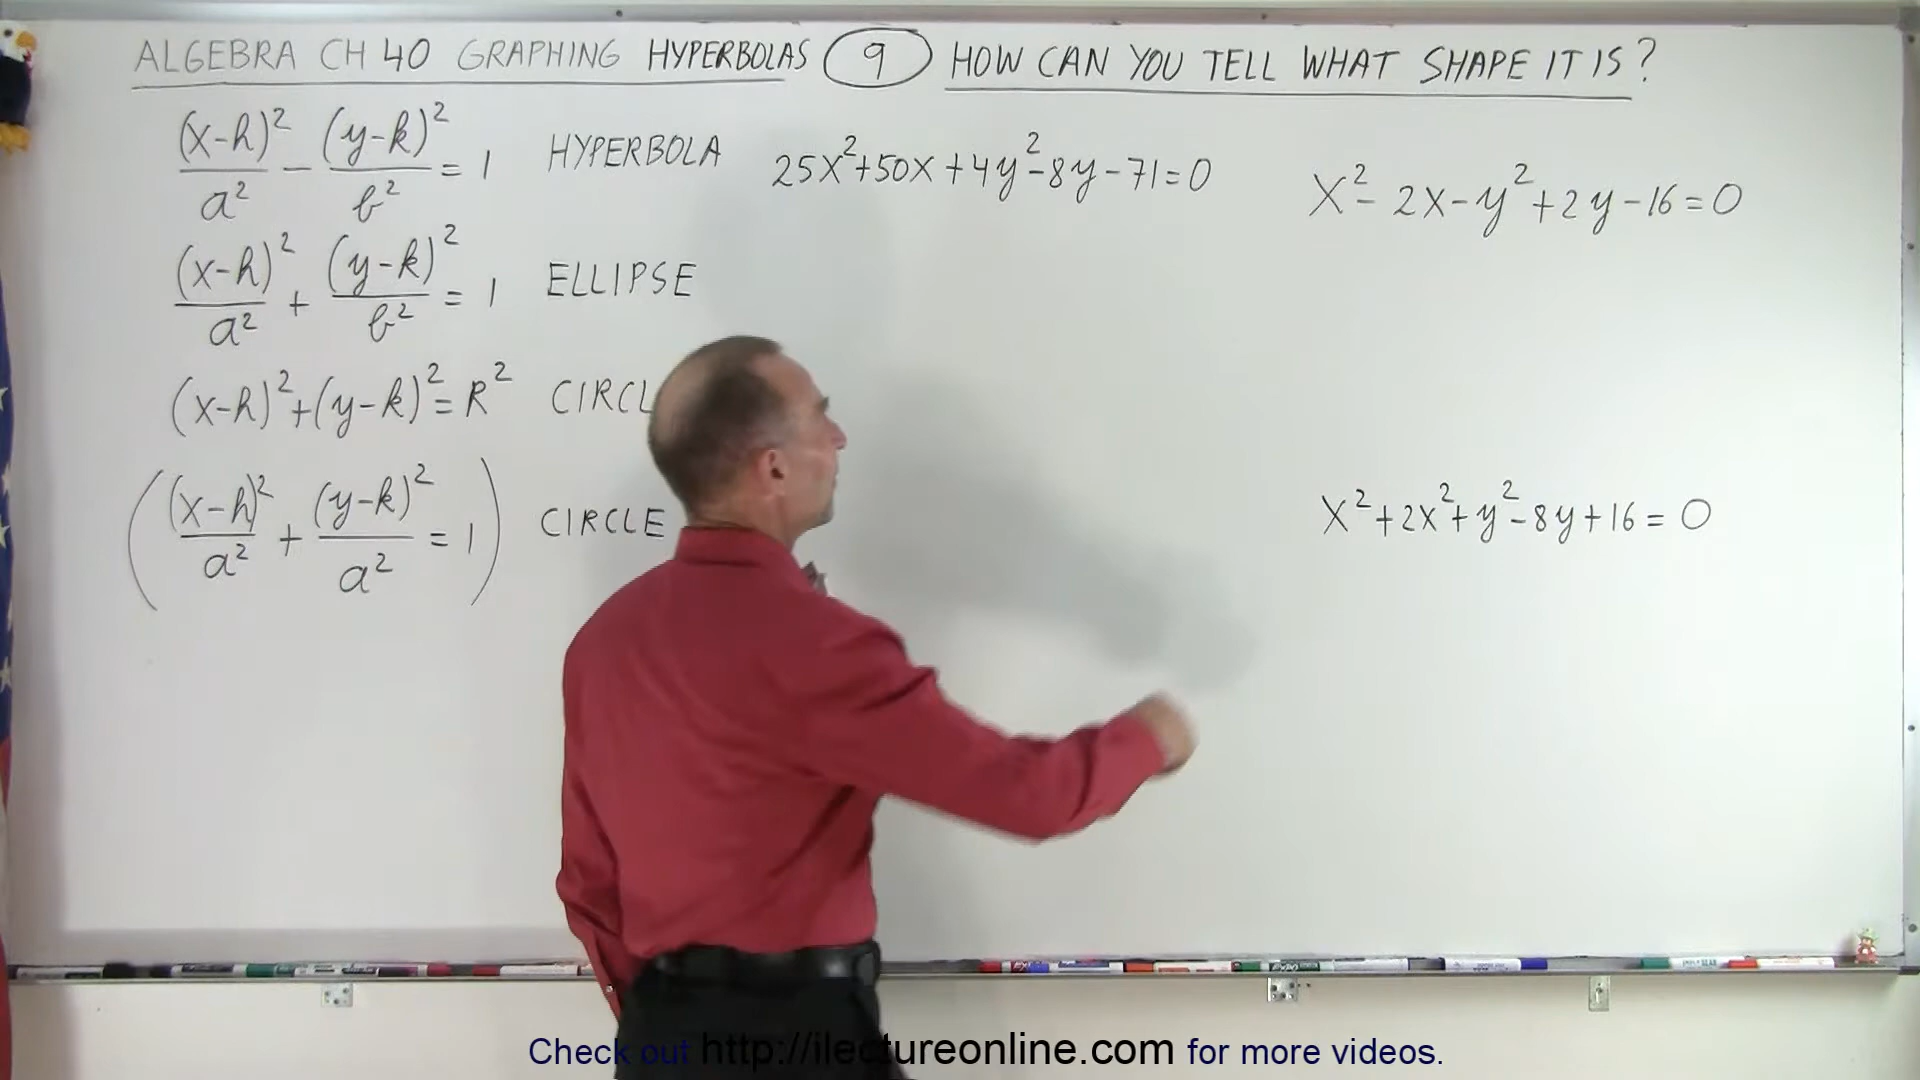 ALGEBRA CH 40 GRAPHING HYPERBOLAS 9 HOW CAN YOU TELL WHAT SHAPE IT IS?
(x-h)²/a² - (y-k)²/b² = 1 HYPERBOLA
25x²+50x+4y²-8y-71=0
x²-2x-y²+2y-16=0
(x-h)²/a² + (y-k)²/b² = 1 ELLIPSE
(x-h)²+(y-k)²=R² CIRCL
(x-h)²/a² + (y-k)²/a² = 1) CIRCLE
x²+2x²+y²-8y+16=0
Check out http://ilectureonline.com for more videos.